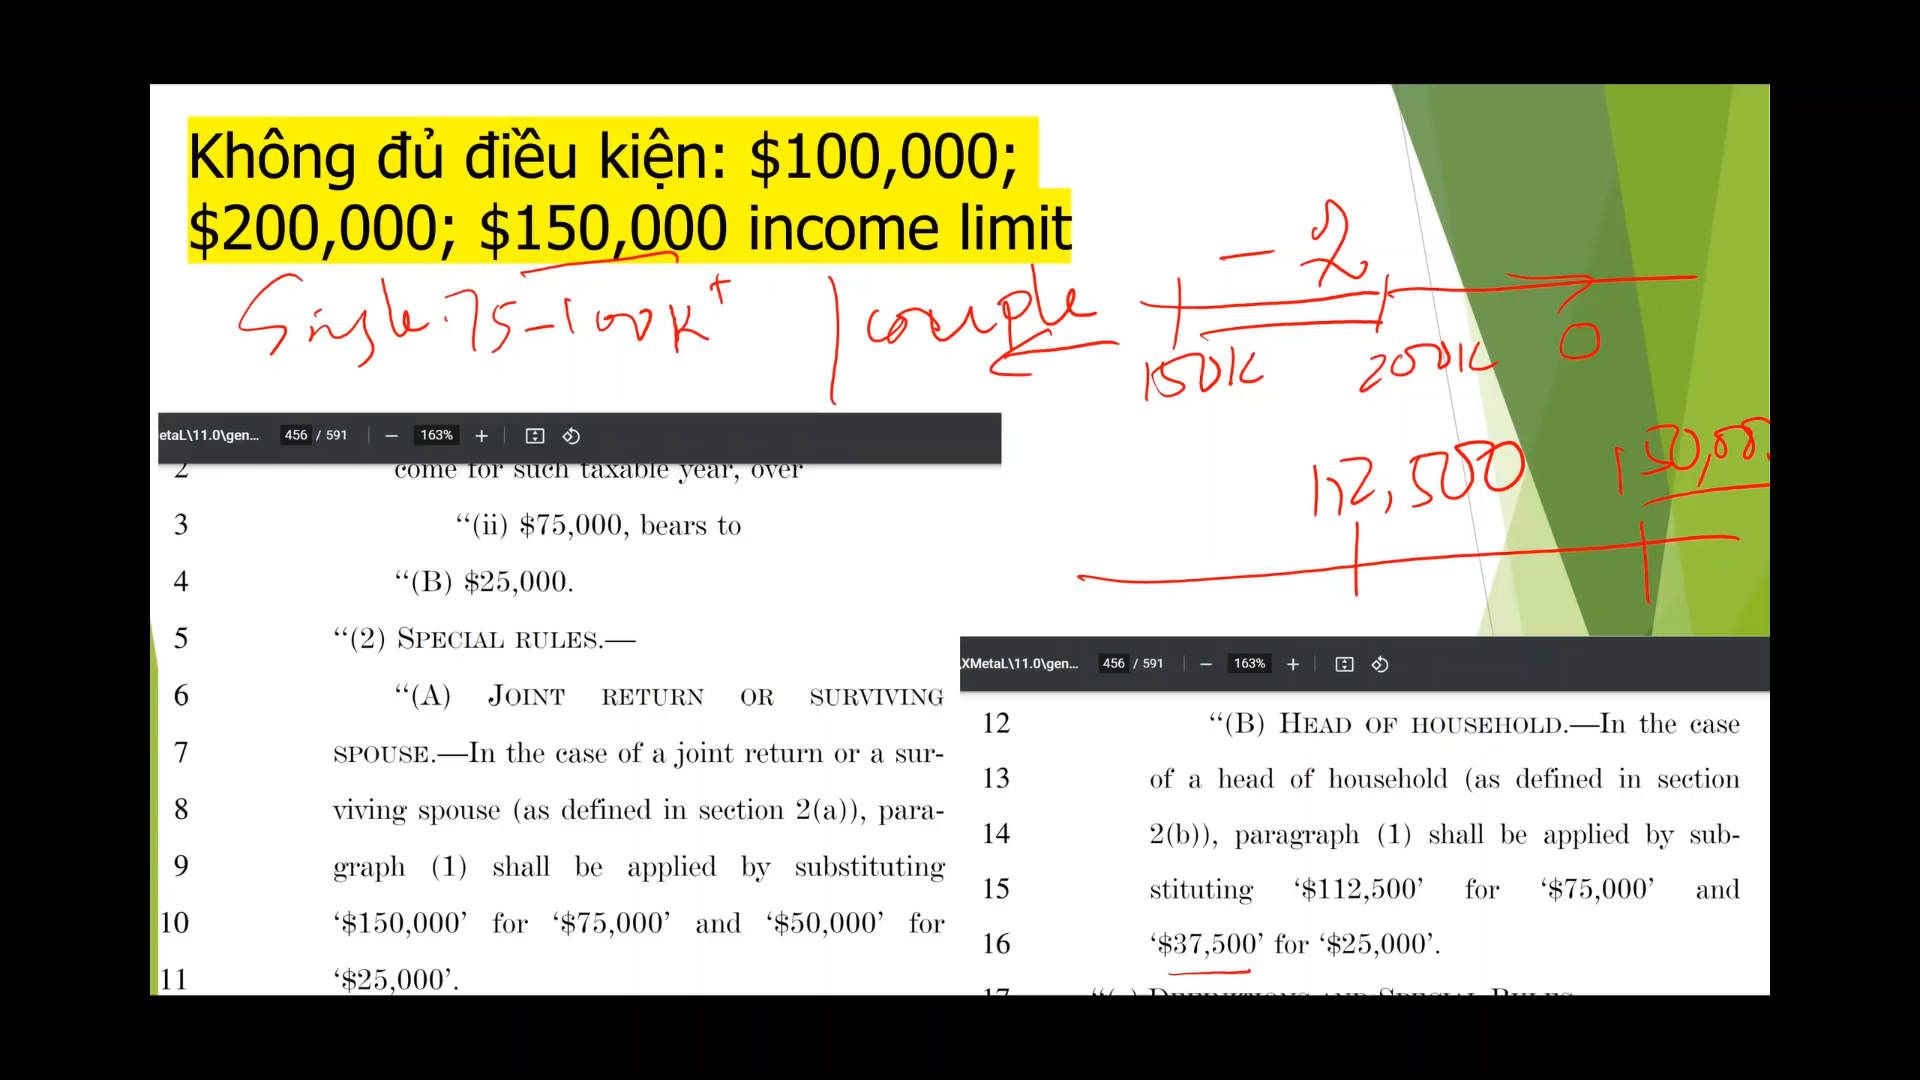 Không đủ điều kiện: $100,000;
$200,000; $150,000 income limit
Single: 75-100K+ | couple
150K 200K 0
112,500 150,00
etaL\11.0\gen... 456 / 591 — 163% +
2 come for such taxable year, over
3 “(ii) $75,000, bears to
4 “(B) $25,000.
5 “(2) SPECIAL RULES.—
6 “(A) JOINT RETURN OR SURVIVING
7 SPOUSE.—In the case of a joint return or a sur-
8 viving spouse (as defined in section 2(a)), para-
9 graph (1) shall be applied by substituting
10 ‘$150,000’ for ‘$75,000’ and ‘$50,000’ for
11 ‘$25,000’.
XMetaL\11.0\gen... 456 / 591 — 163% +
12 “(B) HEAD OF HOUSEHOLD.—In the case
13 of a head of household (as defined in section
14 2(b)), paragraph (1) shall be applied by sub-
15 stituting ‘$112,500’ for ‘$75,000’ and
16 ‘$37,500’ for ‘$25,000’.
17 DEFINITIONS AND SPECIAL RULES